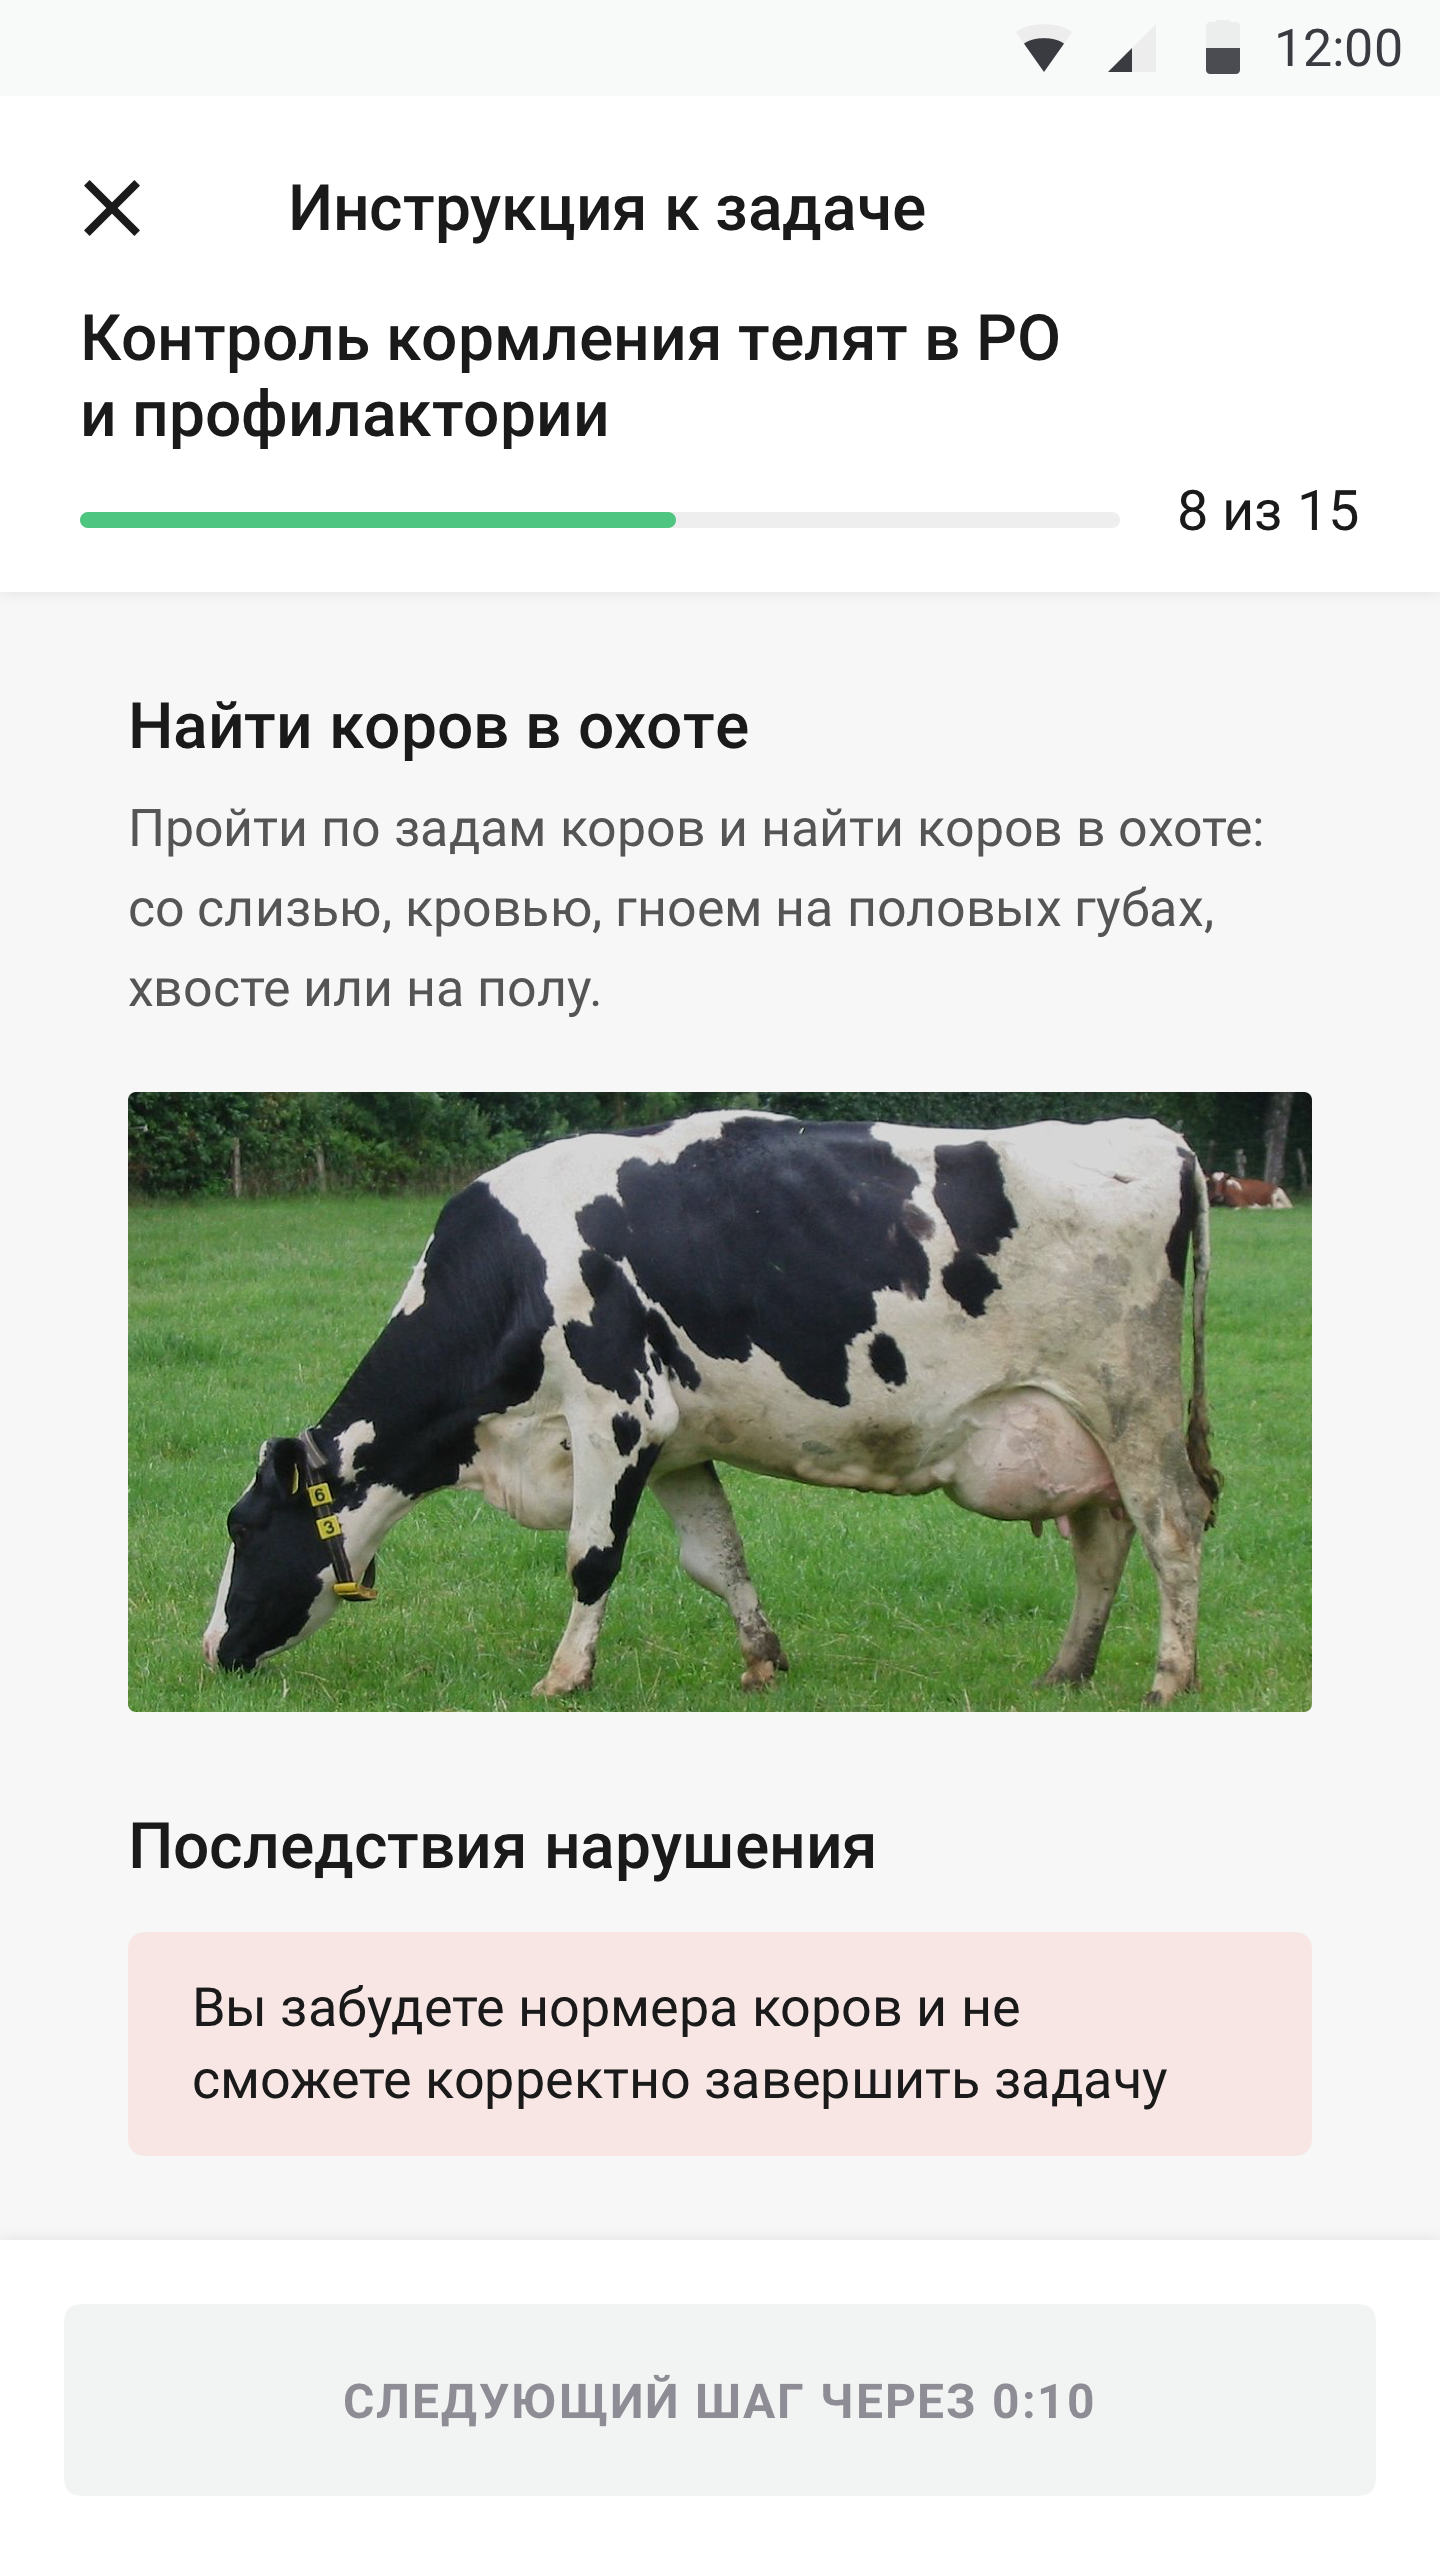 12:00
Инструкция к задаче
Контроль кормления телят в РО
и профилактории
8 из 15
Найти коров в охоте
Пройти по задам коров и найти коров в охоте:
со слизью, кровью, гноем на половых губах,
хвосте или на полу.
6
3
Последствия нарушения
Вы забудете нормера коров и не
сможете корректно завершить задачу
СЛЕДУЮЩИЙ ШАГ ЧЕРЕЗ 0:10